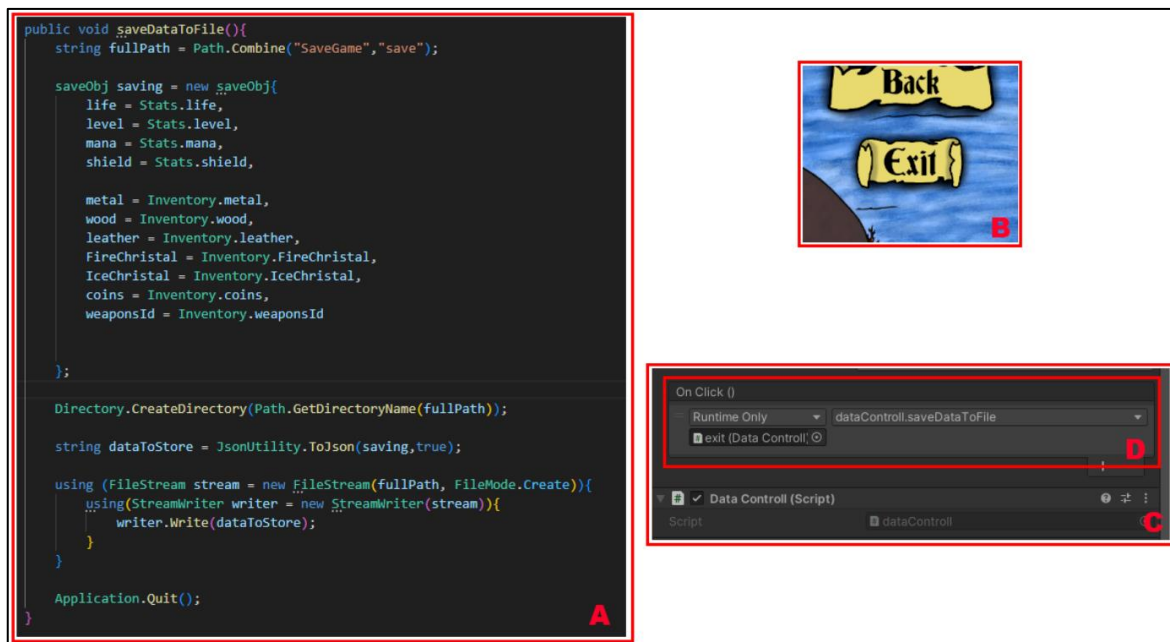 public void saveDataToFile(){
string fullPath = Path.Combine("SaveGame","save");
saveObj saving = new saveObj{
life = Stats.life,
level = Stats.level,
mana = Stats.mana,
shield = Stats.shield,
metal = Inventory.metal,
wood = Inventory.wood,
leather = Inventory.leather,
FireChristal = Inventory.FireChristal,
IceChristal = Inventory.IceChristal,
coins = Inventory.coins,
weaponsId = Inventory.weaponsId
};
Directory.CreateDirectory(Path.GetDirectoryName(fullPath));
string dataToStore = JsonUtility.ToJson(saving,true);
using (FileStream stream = new FileStream(fullPath, FileMode.Create)){
using(StreamWriter writer = new StreamWriter(stream)){
writer.Write(dataToStore);
}
}
Application.Quit();
}
A
Back
Exit
B
On Click ()
Runtime Only dataControll.saveDataToFile
exit (Data Controll)
D
Data Controll (Script)
Script dataControll
C